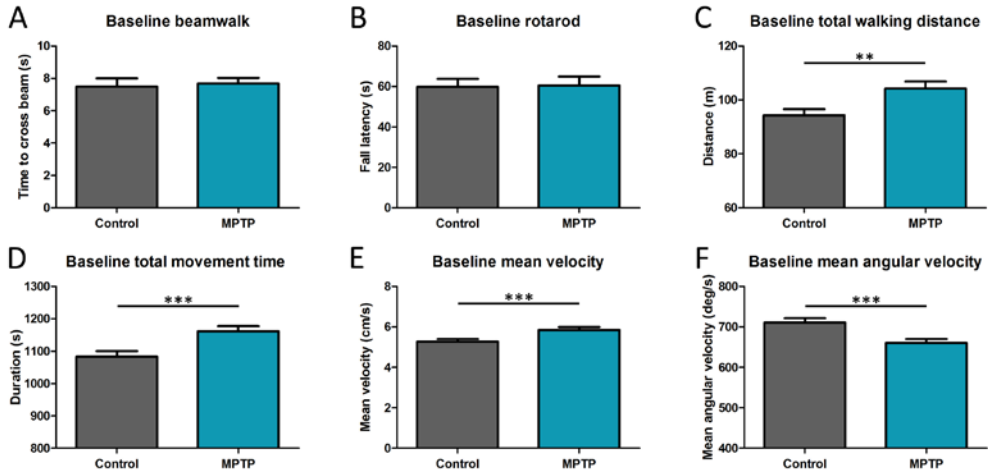 A
Baseline beamwalk
Time to cross beam (s)
10
8
6
4
2
0
Control
MPTP
B
Baseline rotarod
Fall latency (s)
80
60
40
20
0
Control
MPTP
C
Baseline total walking distance
**
Distance (m)
120
100
80
60
Control
MPTP
D
Baseline total movement time
***
Duration (s)
1300
1200
1100
1000
900
800
Control
MPTP
E
Baseline mean velocity
***
Mean velocity (cm/s)
8
6
4
2
0
Control
MPTP
F
Baseline mean angular velocity
***
Mean angular velocity (deg/s)
800
700
600
500
400
Control
MPTP